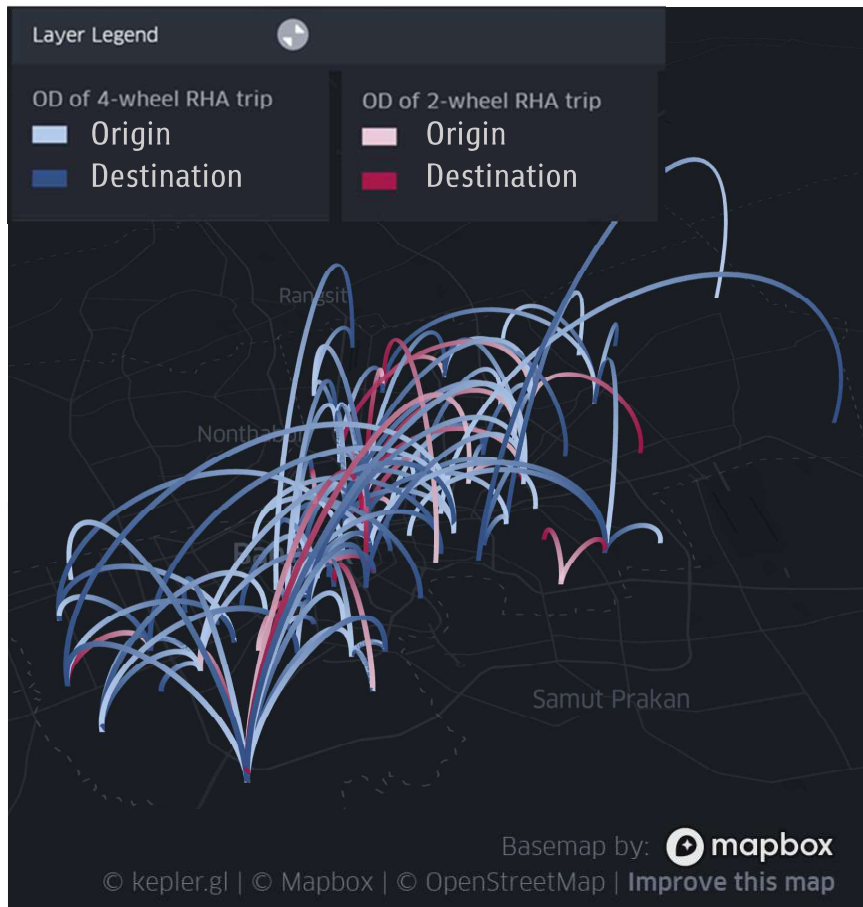 Layer Legend
OD of 4-wheel RHA trip
Origin
Destination
OD of 2-wheel RHA trip
Origin
Destination
Rangsit
Samut Prakan
Basemap by: mapbox
© kepler.gl | © Mapbox | © OpenStreetMap | Improve this map